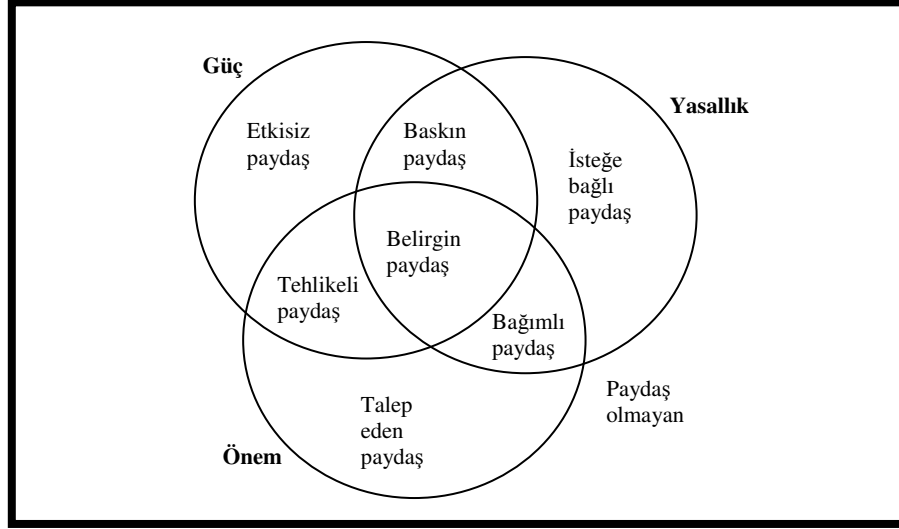 Güç
Yasallık
Etkisiz
paydaş
Baskın
paydaş
İsteğe
bağlı
paydaş
Belirgin
paydaş
Tehlikeli
paydaş
Bağımlı
paydaş
Paydaş
olmayan
Talep
eden
paydaş
Önem